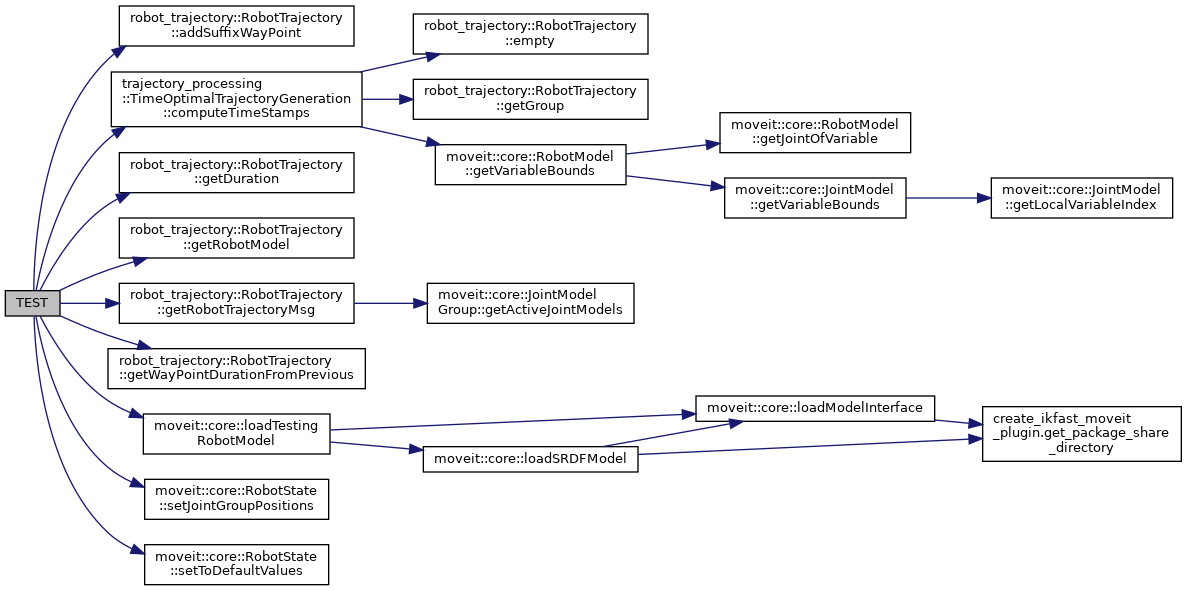 TEST
robot_trajectory::RobotTrajectory
::addSuffixWayPoint
trajectory_processing
::TimeOptimalTrajectoryGeneration
::computeTimeStamps
robot_trajectory::RobotTrajectory
::empty
robot_trajectory::RobotTrajectory
::getGroup
moveit::core::RobotModel
::getVariableBounds
moveit::core::RobotModel
::getJointOfVariable
moveit::core::JointModel
::getVariableBounds
moveit::core::JointModel
::getLocalVariableIndex
robot_trajectory::RobotTrajectory
::getDuration
robot_trajectory::RobotTrajectory
::getRobotModel
robot_trajectory::RobotTrajectory
::getRobotTrajectoryMsg
moveit::core::JointModel
Group::getActiveJointModels
robot_trajectory::RobotTrajectory
::getWayPointDurationFromPrevious
moveit::core::loadTesting
RobotModel
moveit::core::loadModelInterface
moveit::core::loadSRDFModel
create_ikfast_moveit
_plugin.get_package_share
_directory
moveit::core::RobotState
::setJointGroupPositions
moveit::core::RobotState
::setToDefaultValues